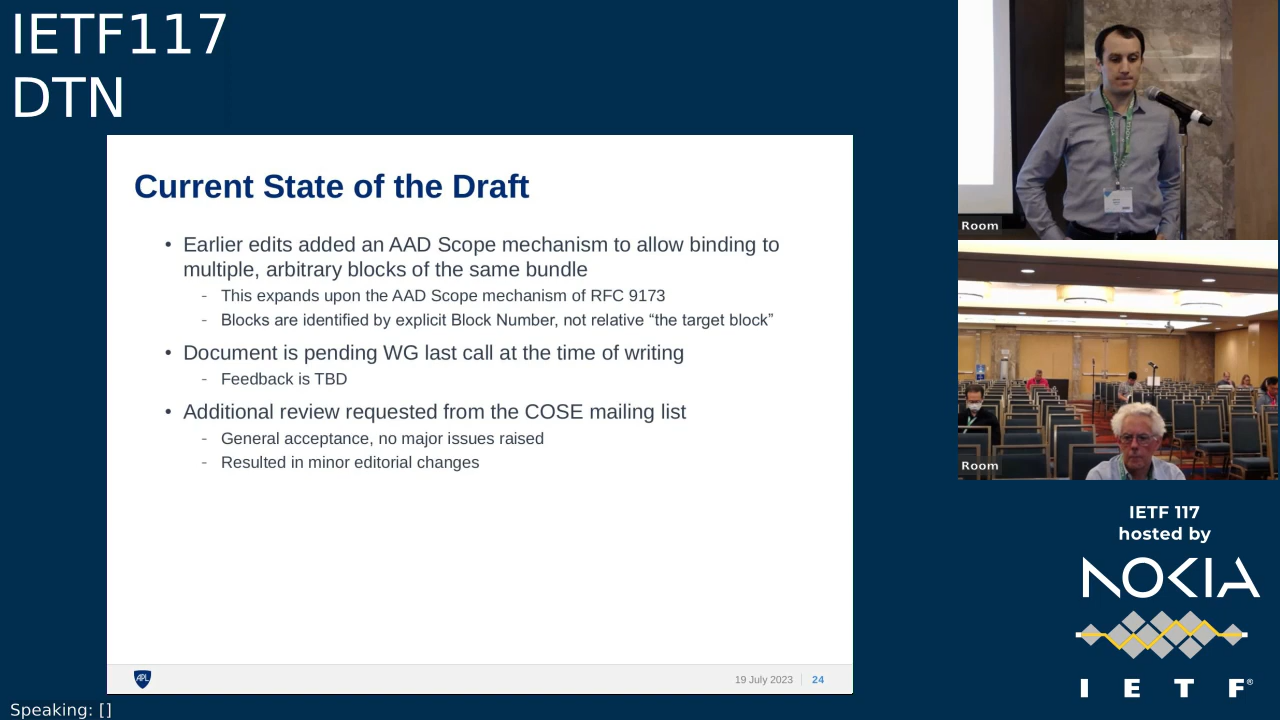 IETF117
DTN
Current State of the Draft
• Earlier edits added an AAD Scope mechanism to allow binding to
multiple, arbitrary blocks of the same bundle
- This expands upon the AAD Scope mechanism of RFC 9173
- Blocks are identified by explicit Block Number, not relative “the target block”
• Document is pending WG last call at the time of writing
- Feedback is TBD
• Additional review requested from the COSE mailing list
- General acceptance, no major issues raised
- Resulted in minor editorial changes
APL
19 July 2023 24
Room
Room
IETF 117
hosted by
NOKIA
I E T F®
Speaking: []